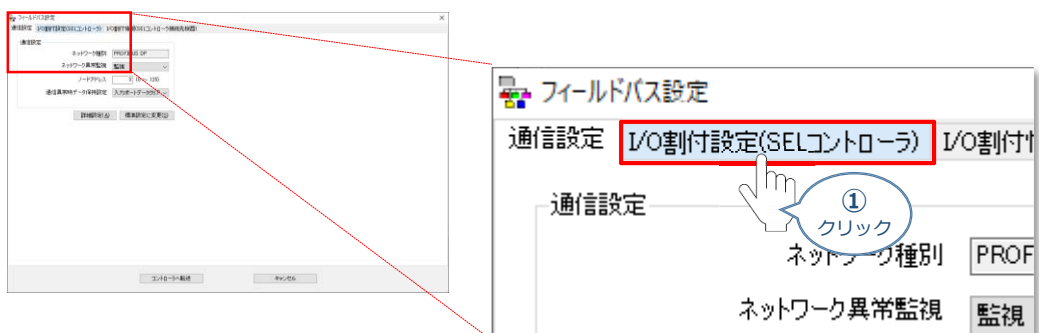 フィールドバス設定
通信設定 I/O割付設定(SELコントローラ) I/O割付情報(SELコントローラ接続先機器)
通信設定
ネットワーク種別 PROFIBUS DP
ネットワーク異常監視 監視
ノードアドレス
通信異常時データ保持設定 入力ポートデータクリア
詳細設定(A) 標準設定に変更(U)
コントローラへ転送 キャンセル
フィールドバス設定
通信設定 I/O割付設定(SELコントローラ) I/O割付
通信設定
①
クリック
ネットワーク種別 PROF
ネットワーク異常監視 監視